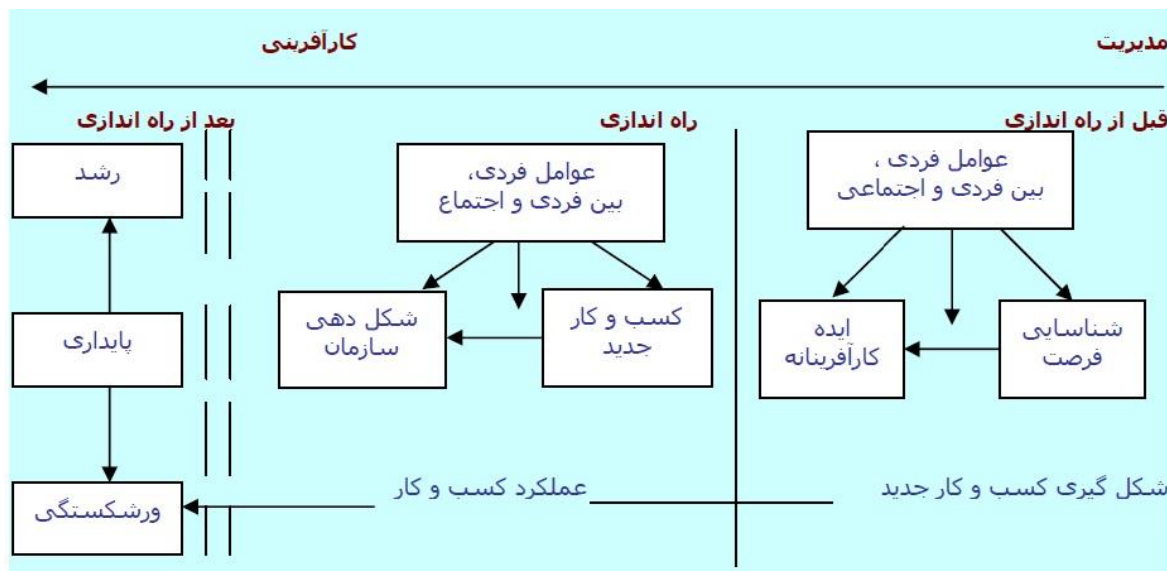 مدیریت
کارآفرینی
قبل از راه اندازی
راه اندازی
بعد از راه اندازی
عوامل فردی ،
بین فردی و اجتماعی
شناسایی
فرصت
ایده
کارآفرینانه
عوامل فردی،
بین فردی و اجتماع
کسب و کار
جدید
شکل دهی
سازمان
رشد
پایداری
ورشکستگی
شکل گیری کسب و کار جدید
عملکرد کسب و کار